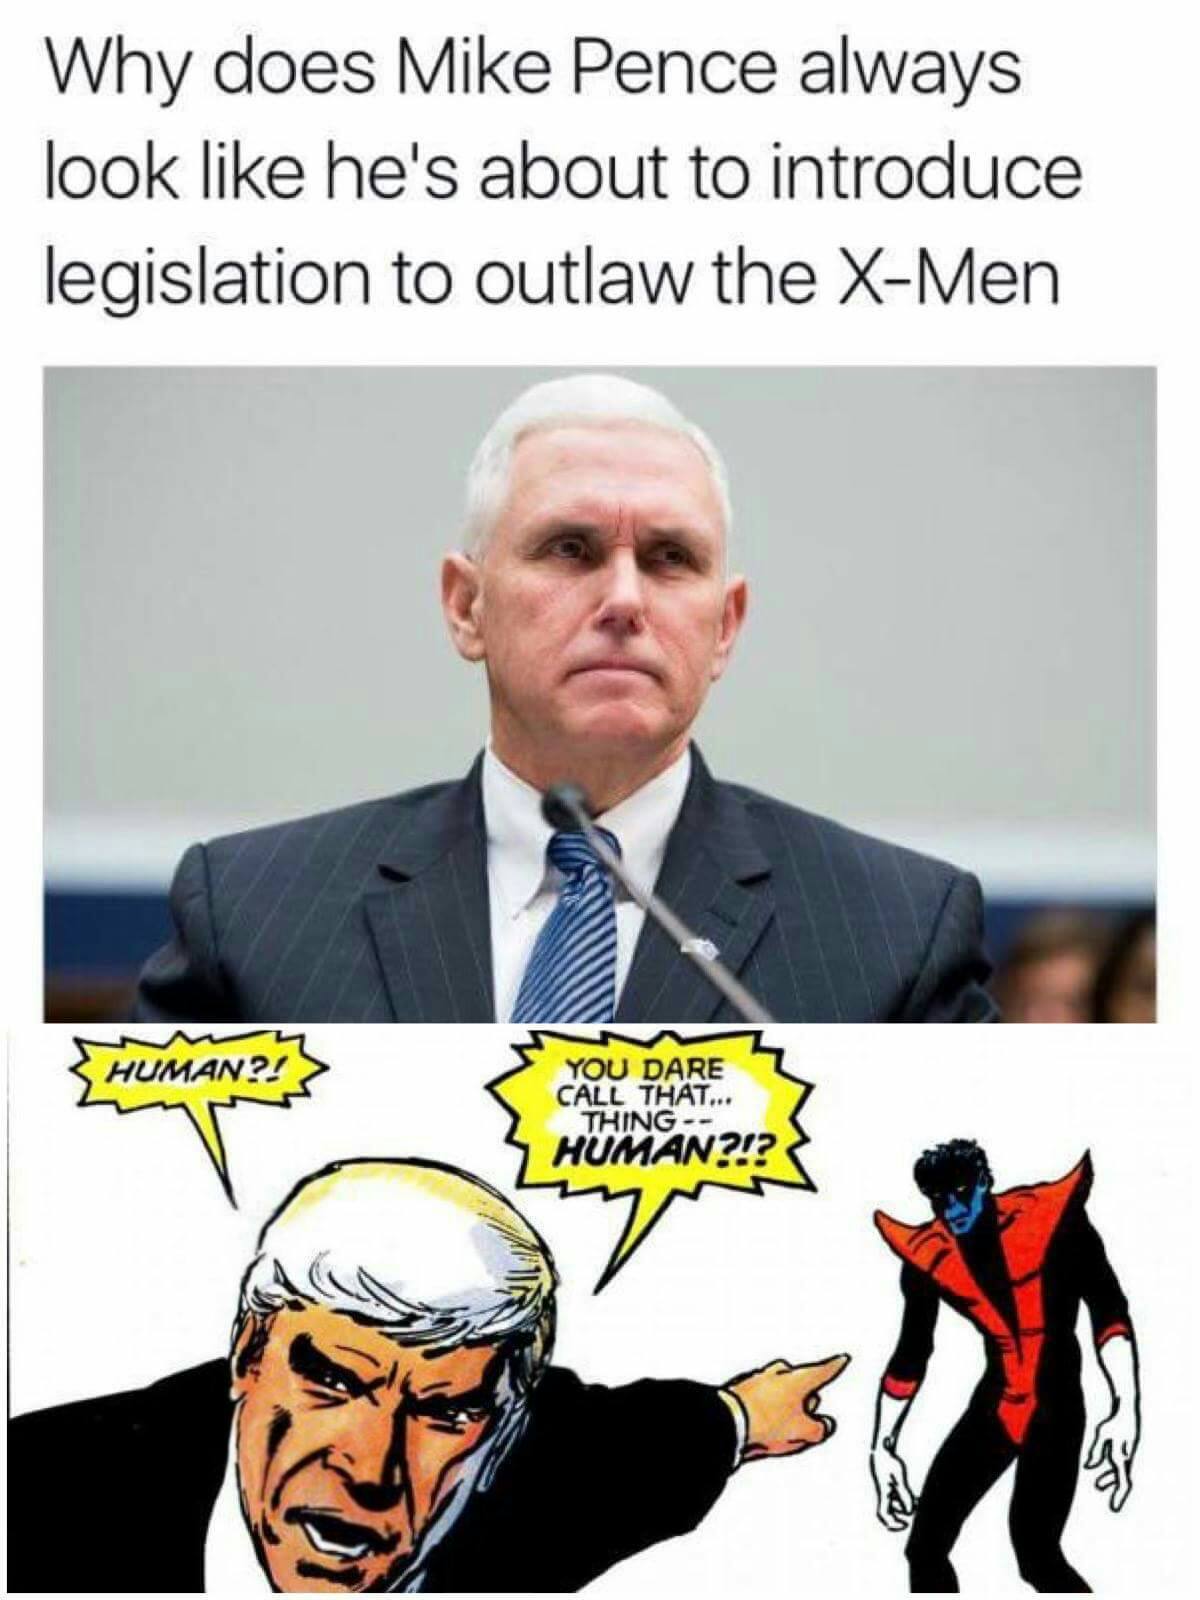 Why does Mike Pence always
look like he's about to introduce
legislation to outlaw the X-Men
HUMAN?!
YOU DARE
CALL THAT...
THING--
HUMAN?!?